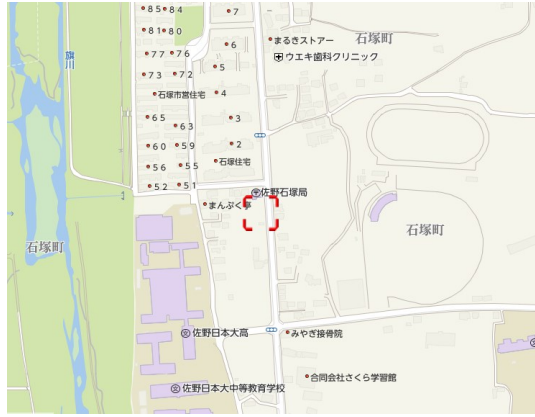 85
84
7
81
80
6
まるきストアー
石塚町
77
76
ウエキ歯科クリニック
旗川
73
72
5
石塚市営住宅
4
65
63
3
60
59
2
56
55
石塚住宅
52
51
佐野石塚局
まんぷく亭
石塚町
石塚町
佐野日本大高
みやぎ接骨院
合同会社さくら学習館
佐野日本大中等教育学校